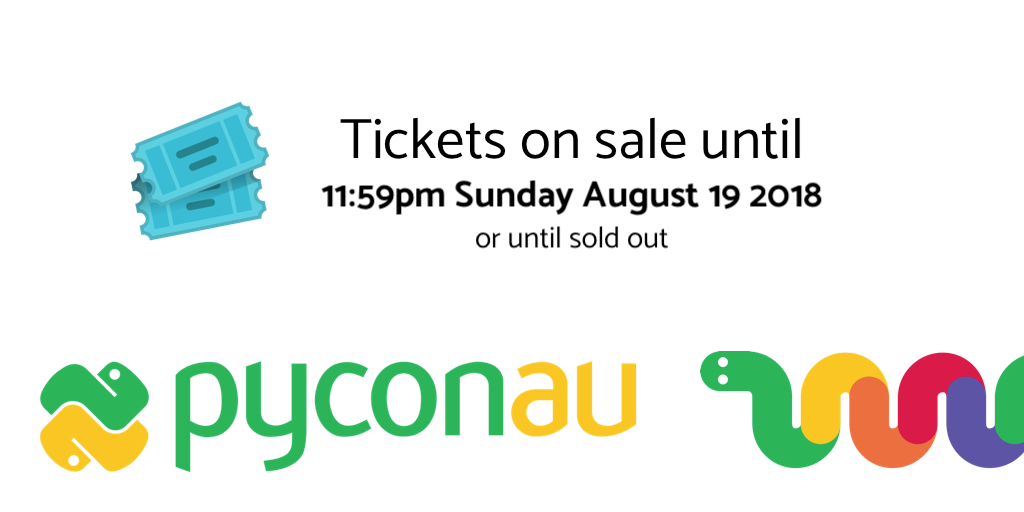 Tickets on sale until
11:59pm Sunday August 19 2018
or until sold out
pyconau